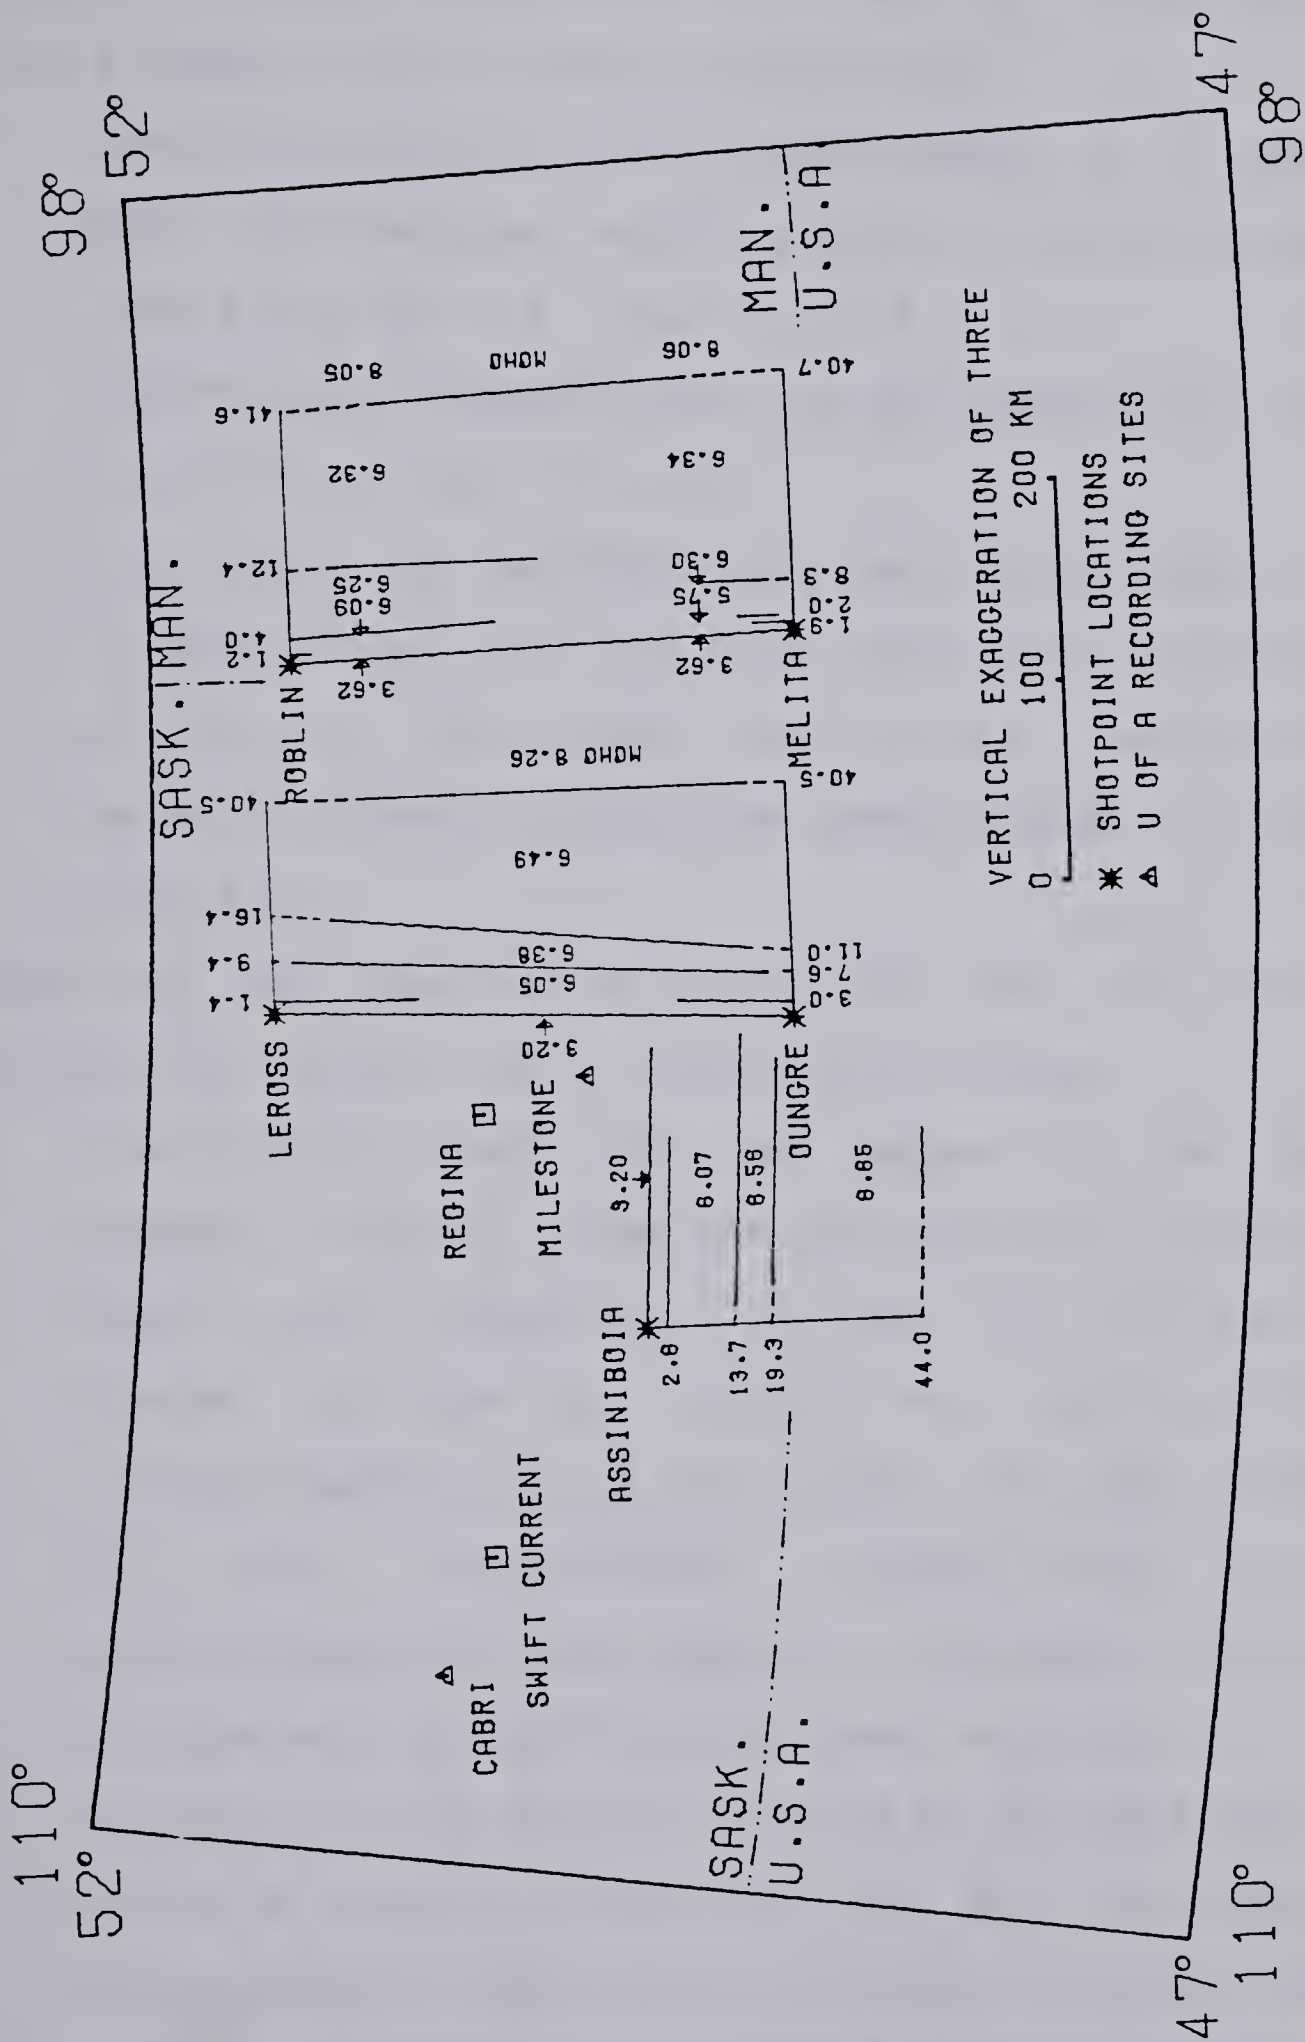 110°
98°
52°
52°
SASK. MAN.
LEROSS
1.4
9.4
16.4
40.5
ROBLIN
1.2
4.0
12.4
41.6
3.20
6.05
6.38
6.49
MOHO 8.26
3.62
6.09
6.25
6.32
8.05
MOHO
3.62
5.75
6.30
6.34
8.06
CABRI
SWIFT CURRENT
REGINA
MILESTONE
ASSINIBOIA
3.20
2.8
6.07
13.7
6.58
19.3
6.85
44.0
OUNGRE
3.0
7.6
11.0
40.5
MELITA
1.9
2.0
8.3
40.7
SASK.
U.S.A.
MAN.
U.S.A
VERTICAL EXAGGERATION OF THREE
0 100 200 KM
SHOTPOINT LOCATIONS
U OF A RECORDING SITES
47°
47°
110°
98°